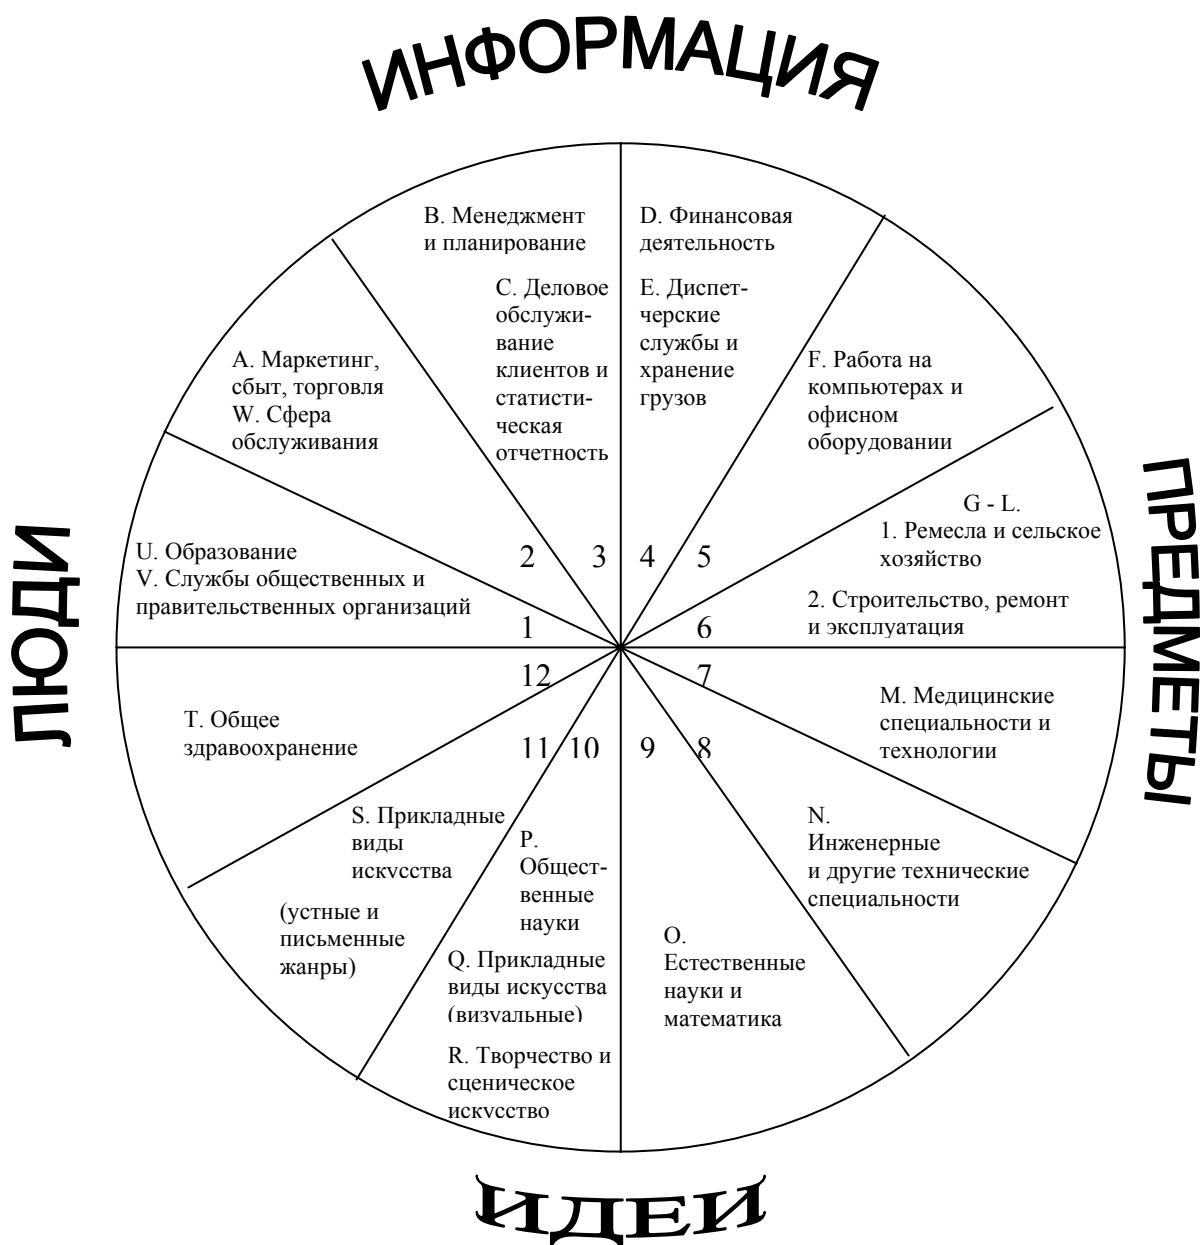 ИНФОРМАЦИЯ
B. Менеджмент
и планирование
C. Деловое
обслужи-
вание
клиентов и
статисти-
ческая
отчетность
D. Финансовая
деятельность
E. Диспет-
черские
службы и
хранение
грузов
A. Маркетинг,
сбыт, торговля
W. Сфера
обслуживания
F. Работа на
компьютерах и
офисном
оборудовании
ЛЮДИ
ПРЕДМЕТЫ
U. Образование
V. Службы общественных и
правительственных организаций
G - L.
1. Ремесла и сельское
хозяйство
2. Строительство, ремонт
и эксплуатация
2
3
4
5
1
6
12
7
11
10
9
8
T. Общее
здравоохранение
M. Медицинские
специальности и
технологии
S. Прикладные
виды
искусства
(устные и
письменные
жанры)
P.
Общест-
венные
науки
Q. Прикладные
виды искусства
(визуальные)
R. Творчество и
сценическое
искусство
N.
Инженерные
и другие технические
специальности
O.
Естественные
науки и
математика
ИДЕИ